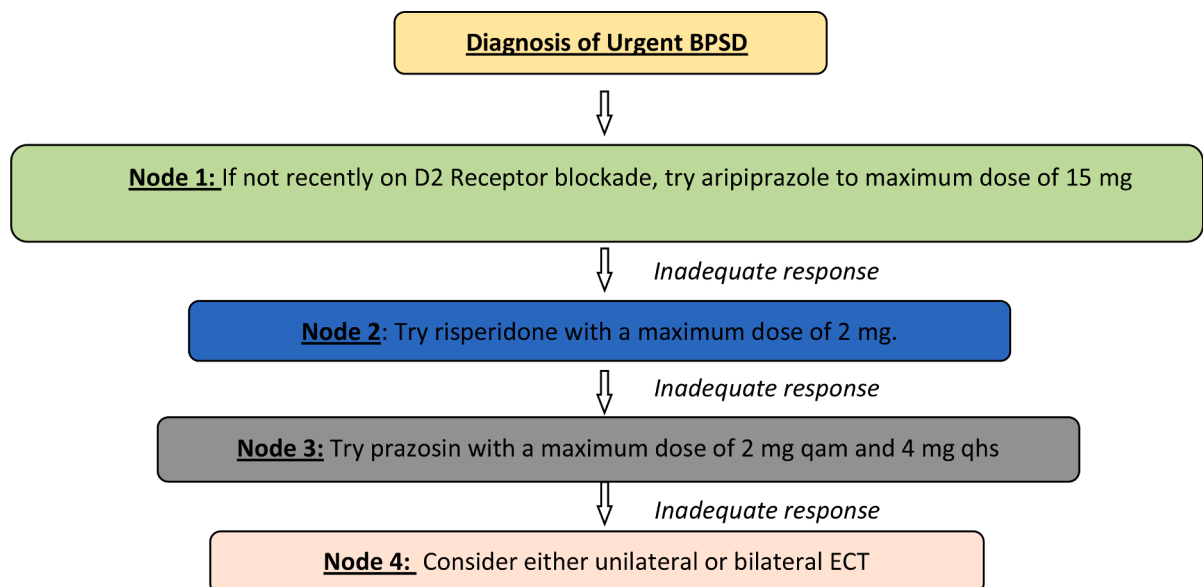 Diagnosis of Urgent BPSD
Node 1: If not recently on D2 Receptor blockade, try aripiprazole to maximum dose of 15 mg
Inadequate response
Node 2: Try risperidone with a maximum dose of 2 mg.
Inadequate response
Node 3: Try prazosin with a maximum dose of 2 mg qam and 4 mg qhs
Inadequate response
Node 4: Consider either unilateral or bilateral ECT